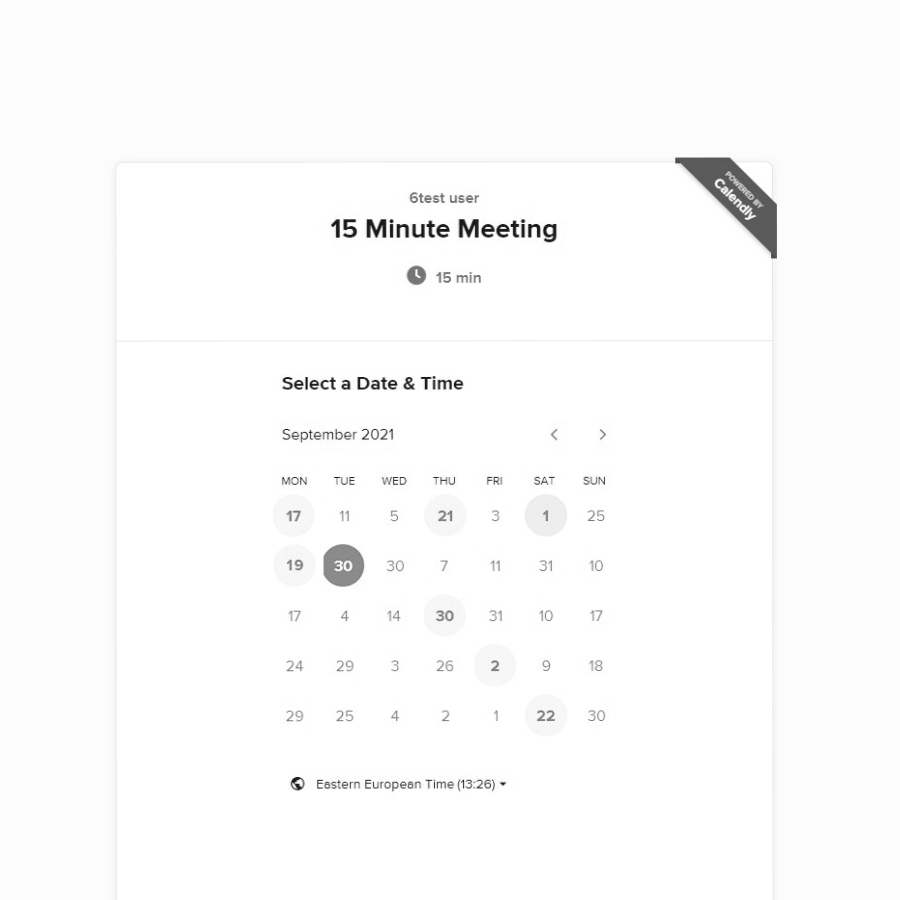 POWERED BY
Calendly
6test user
15 Minute Meeting
15 min
Select a Date & Time
September 2021
MON TUE WED THU FRI SAT SUN
17 11 5 21 3 1 25
19 30 30 7 11 31 10
17 4 14 30 31 10 17
24 29 3 26 2 9 18
29 25 4 2 1 22 30
Eastern European Time (13:26)